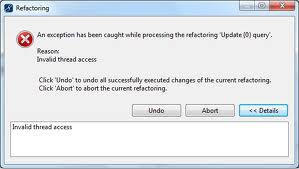 Refactoring
An exception has been caught while processing the refactoring 'Update {0} query'.
Reason:
Invalid thread access
Click 'Undo' to undo all successfully executed changes of the current refactoring.
Click 'Abort' to abort the current refactoring.
Undo Abort << Details
Invalid thread access